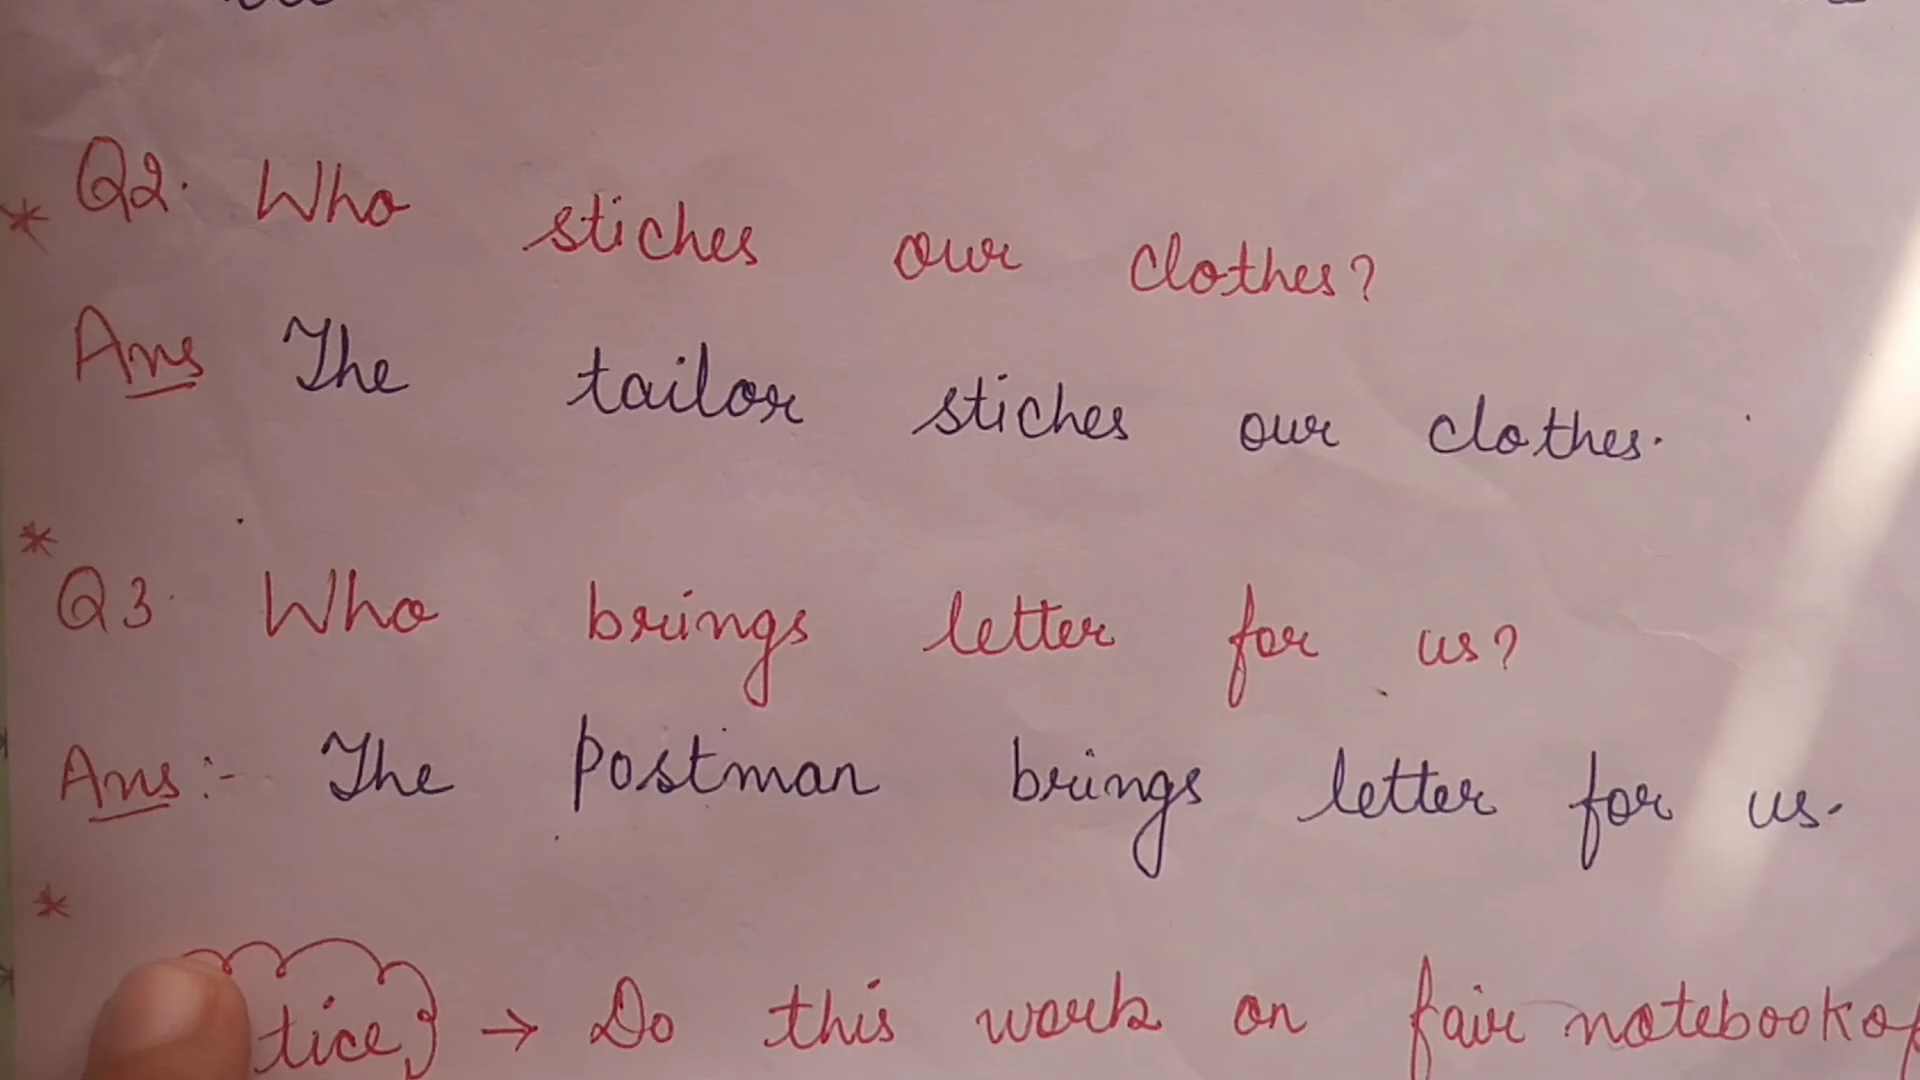 * Q2. Who stiches our clothes?
Ans The tailor stiches our clothes.
* Q3. Who brings letter for us?
Ans :- The Postman brings letter for us.
*
tice → Do this work on fair notebook of